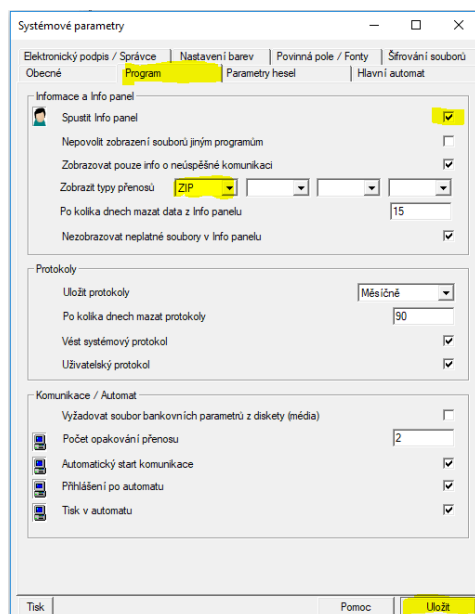 Systémové parametry
Elektronický podpis / Správce
Nastavení barev
Povinná pole / Fonty
Šifrování souborů
Obecné
Program
Parametry hesel
Hlavní automat
Informace a Info panel
Spustit Info panel
Nepovolit zobrazení souborů jiným programům
Zobrazovat pouze info o neúspěšné komunikaci
Zobrazit typy přenosů ZIP
Po kolika dnech mazat data z Info panelu 15
Nezobrazovat neplatné soubory v Info panelu
Protokoly
Uložit protokoly Měsíčně
Po kolika dnech mazat protokoly 90
Vést systémový protokol
Uživatelský protokol
Komunikace / Automat
Vyžadovat soubor bankovních parametrů z diskety (média)
Počet opakování přenosu 2
Automatický start komunikace
Přihlášení po automatu
Tisk v automatu
Tisk
Pomoc
Uložit